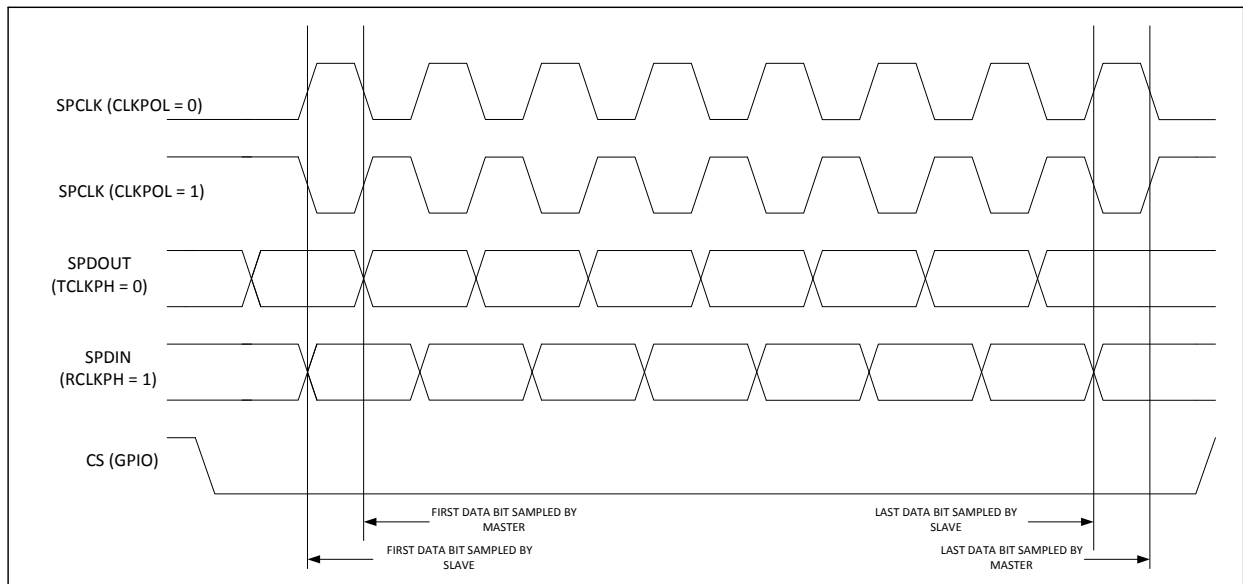 SPCLK (CLKPOL = 0)
SPCLK (CLKPOL = 1)
SPDOUT
(TCLKPH = 0)
SPDIN
(RCLKPH = 1)
CS (GPIO)
FIRST DATA BIT SAMPLED BY
MASTER
LAST DATA BIT SAMPLED BY
SLAVE
FIRST DATA BIT SAMPLED BY
SLAVE
LAST DATA BIT SAMPLED BY
MASTER